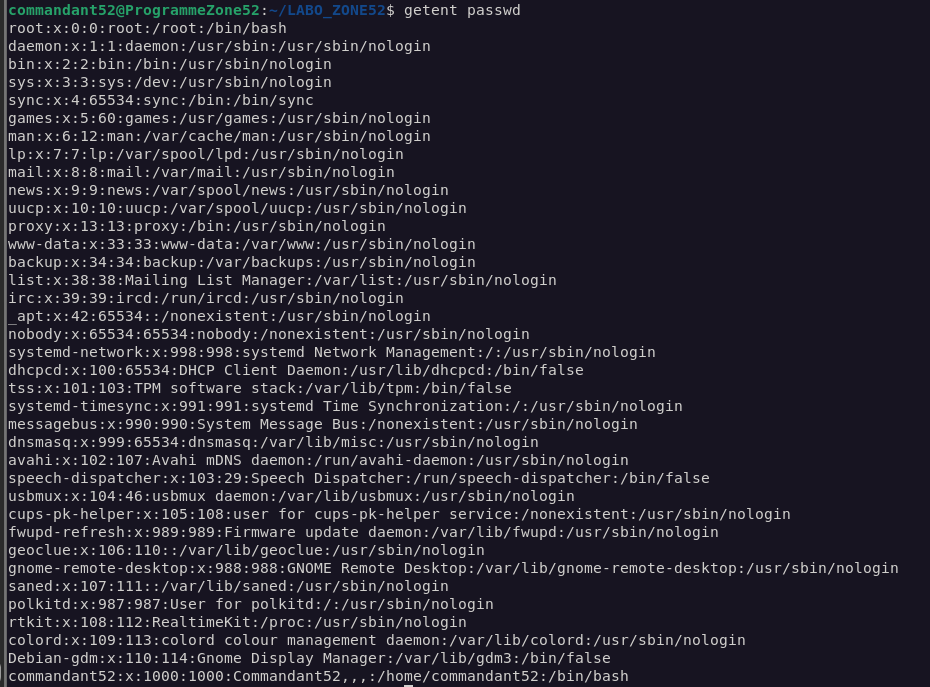 commandant52@ProgrammeZone52:~/LABO_ZONE52$ getent passwd
root:x:0:0:root:/root:/bin/bash
daemon:x:1:1:daemon:/usr/sbin:/usr/sbin/nologin
bin:x:2:2:bin:/bin:/usr/sbin/nologin
sys:x:3:3:sys:/dev:/usr/sbin/nologin
sync:x:4:65534:sync:/bin:/bin/sync
games:x:5:60:games:/usr/games:/usr/sbin/nologin
man:x:6:12:man:/var/cache/man:/usr/sbin/nologin
lp:x:7:7:lp:/var/spool/lpd:/usr/sbin/nologin
mail:x:8:8:mail:/var/mail:/usr/sbin/nologin
news:x:9:9:news:/var/spool/news:/usr/sbin/nologin
uucp:x:10:10:uucp:/var/spool/uucp:/usr/sbin/nologin
proxy:x:13:13:proxy:/bin:/usr/sbin/nologin
www-data:x:33:33:www-data:/var/www:/usr/sbin/nologin
backup:x:34:34:backup:/var/backups:/usr/sbin/nologin
list:x:38:38:Mailing List Manager:/var/list:/usr/sbin/nologin
irc:x:39:39:ircd:/run/ircd:/usr/sbin/nologin
_apt:x:42:65534::/nonexistent:/usr/sbin/nologin
nobody:x:65534:65534:nobody:/nonexistent:/usr/sbin/nologin
systemd-network:x:998:998:systemd Network Management:/:/usr/sbin/nologin
dhcpcd:x:100:65534:DHCP Client Daemon:/usr/lib/dhcpcd:/bin/false
tss:x:101:103:TPM software stack:/var/lib/tpm:/bin/false
systemd-timesync:x:991:991:systemd Time Synchronization:/:/usr/sbin/nologin
messagebus:x:990:990:System Message Bus:/nonexistent:/usr/sbin/nologin
dnsmasq:x:999:65534:dnsmasq:/var/lib/misc:/usr/sbin/nologin
avahi:x:102:107:Avahi mDNS daemon:/run/avahi-daemon:/usr/sbin/nologin
speech-dispatcher:x:103:29:Speech Dispatcher:/run/speech-dispatcher:/bin/false
usbmux:x:104:46:usbmux daemon:/var/lib/usbmux:/usr/sbin/nologin
cups-pk-helper:x:105:108:user for cups-pk-helper service:/nonexistent:/usr/sbin/nologin
fwupd-refresh:x:989:989:Firmware update daemon:/var/lib/fwupd:/usr/sbin/nologin
geoclue:x:106:110::/var/lib/geoclue:/usr/sbin/nologin
gnome-remote-desktop:x:988:988:GNOME Remote Desktop:/var/lib/gnome-remote-desktop:/usr/sbin/nologin
saned:x:107:111::/var/lib/saned:/usr/sbin/nologin
polkitd:x:987:987:User for polkitd:/:/usr/sbin/nologin
rtkit:x:108:112:RealtimeKit:/proc:/usr/sbin/nologin
colord:x:109:113:colord colour management daemon:/var/lib/colord:/usr/sbin/nologin
Debian-gdm:x:110:114:Gnome Display Manager:/var/lib/gdm3:/bin/false
commandant52:x:1000:1000:Commandant52,,,:/home/commandant52:/bin/bash